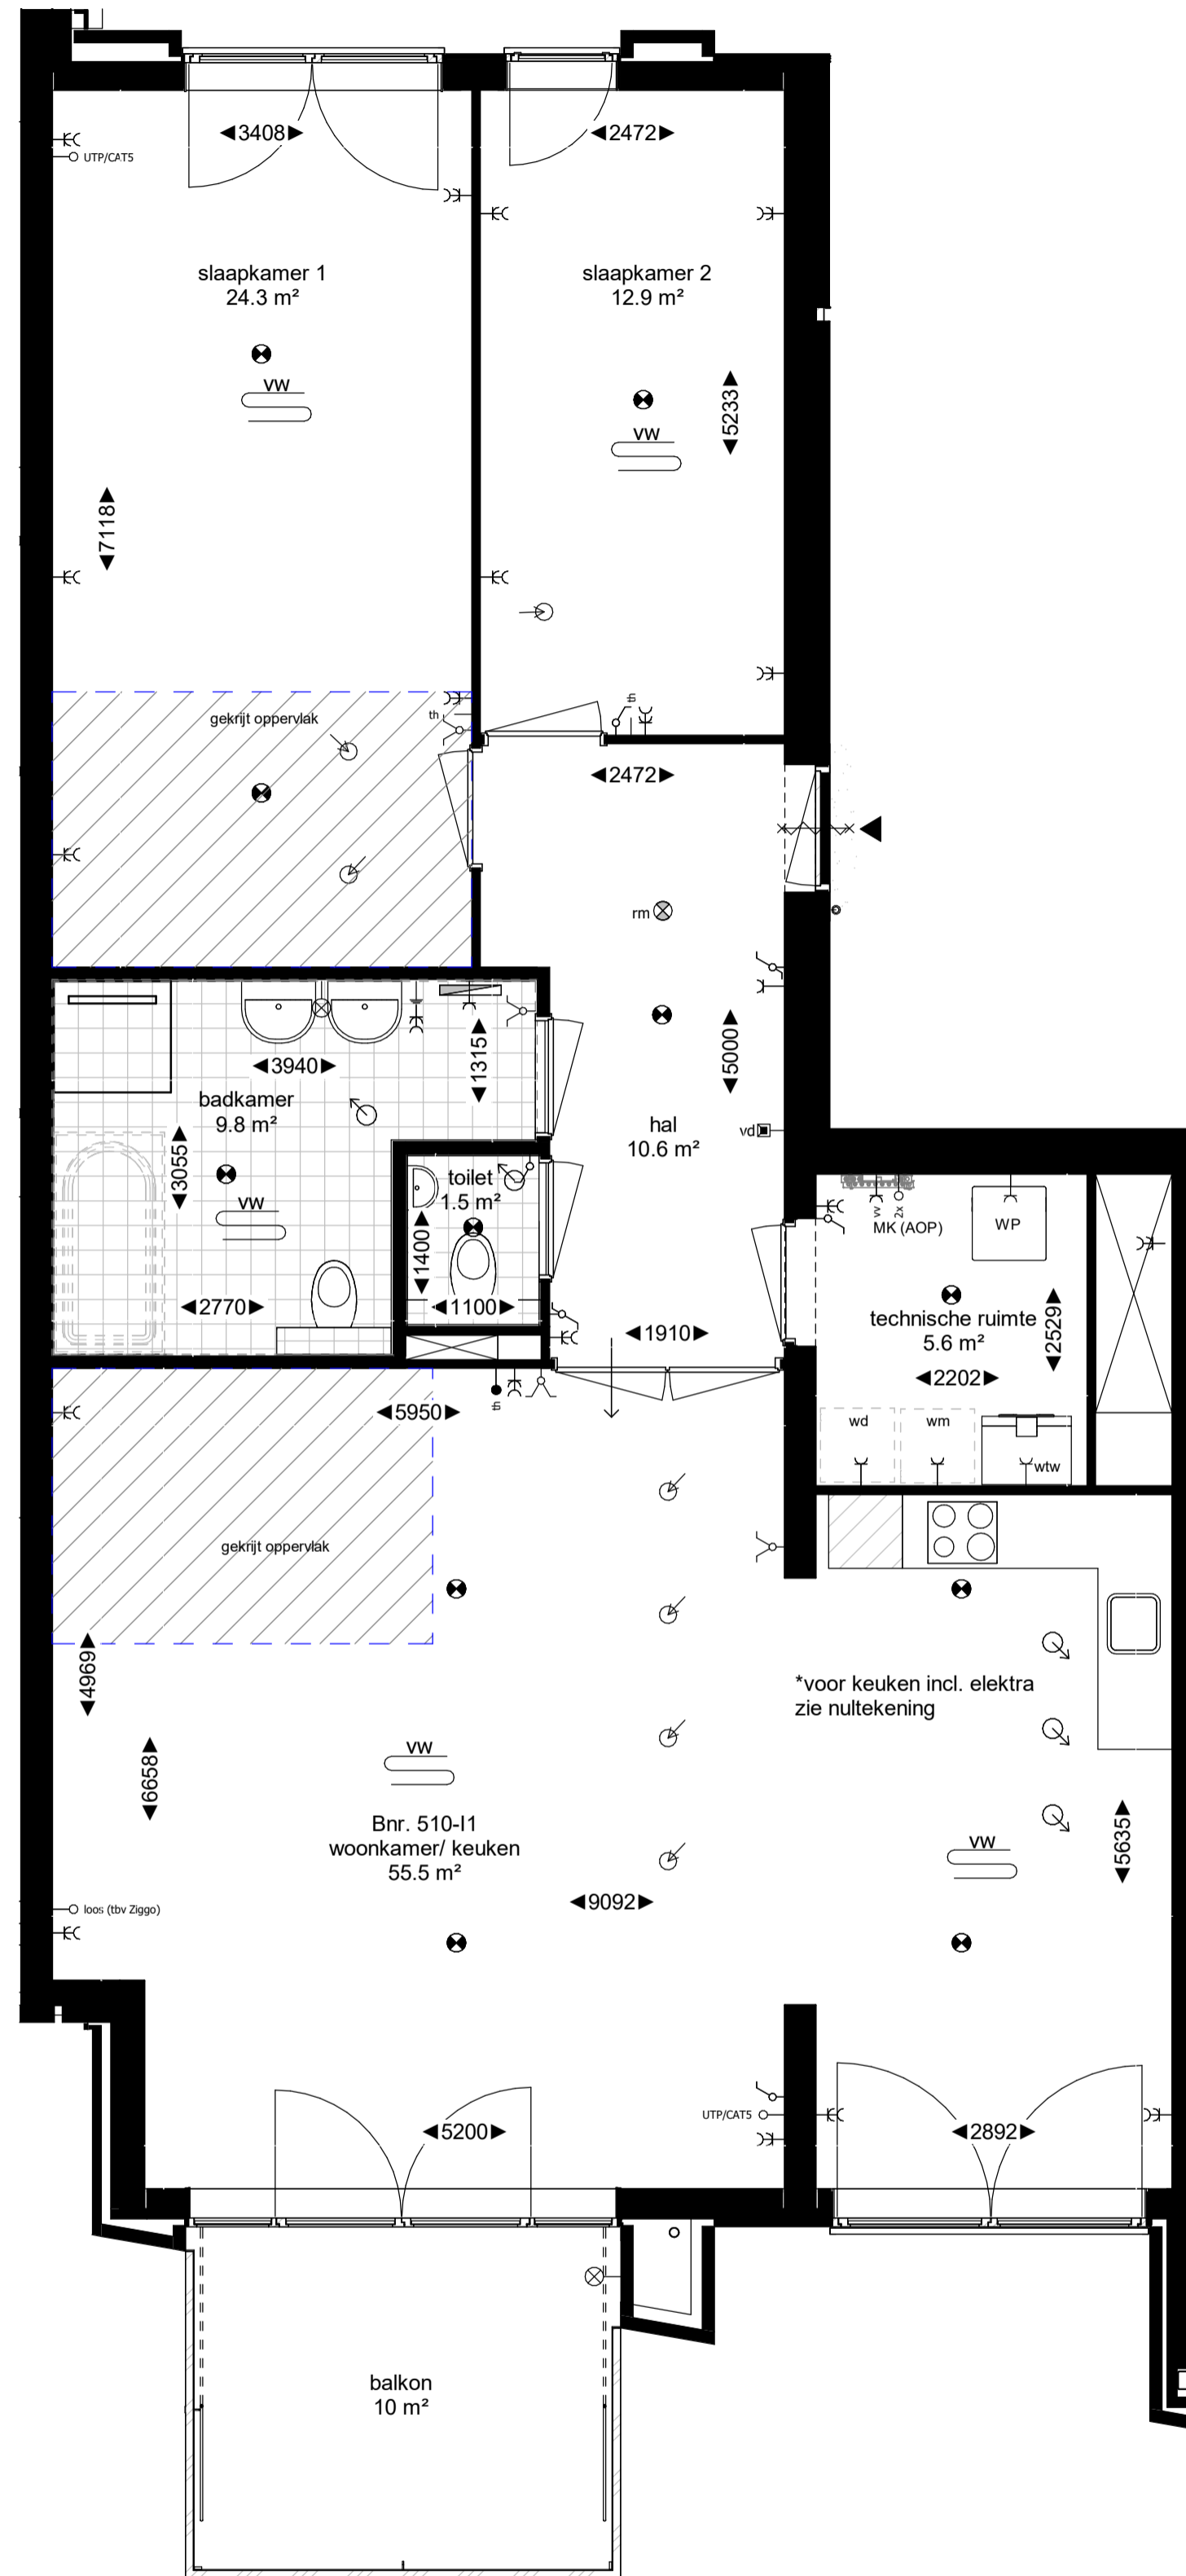 ◄3408►
◄2472►
UTP/CAT5
slaapkamer 1
24.3 m²
slaapkamer 2
12.9 m²
vw
vw
◄5233►
◄7118►
gekrijt oppervlak
th
◄2472►
rm
◄3940►
◄1315►
◄5000►
badkamer
9.8 m²
hal
10.6 m²
vd
◄3055►
vw
toilet
1.5 m²
◄1400►
◄2770►
◄1100►
◄1910►
vv
2x
MK (AOP)
WP
technische ruimte
5.6 m²
◄2529►
◄2202►
wd
wm
wtw
◄5950►
gekrijt oppervlak
◄4969►
*voor keuken incl. elektra
zie nultekening
◄6658►
vw
Bnr. 510-I1
woonkamer/ keuken
55.5 m²
vw
◄5635►
◄9092►
loos (tbv Ziggo)
UTP/CAT5
◄5200►
◄2892►
balkon
10 m²